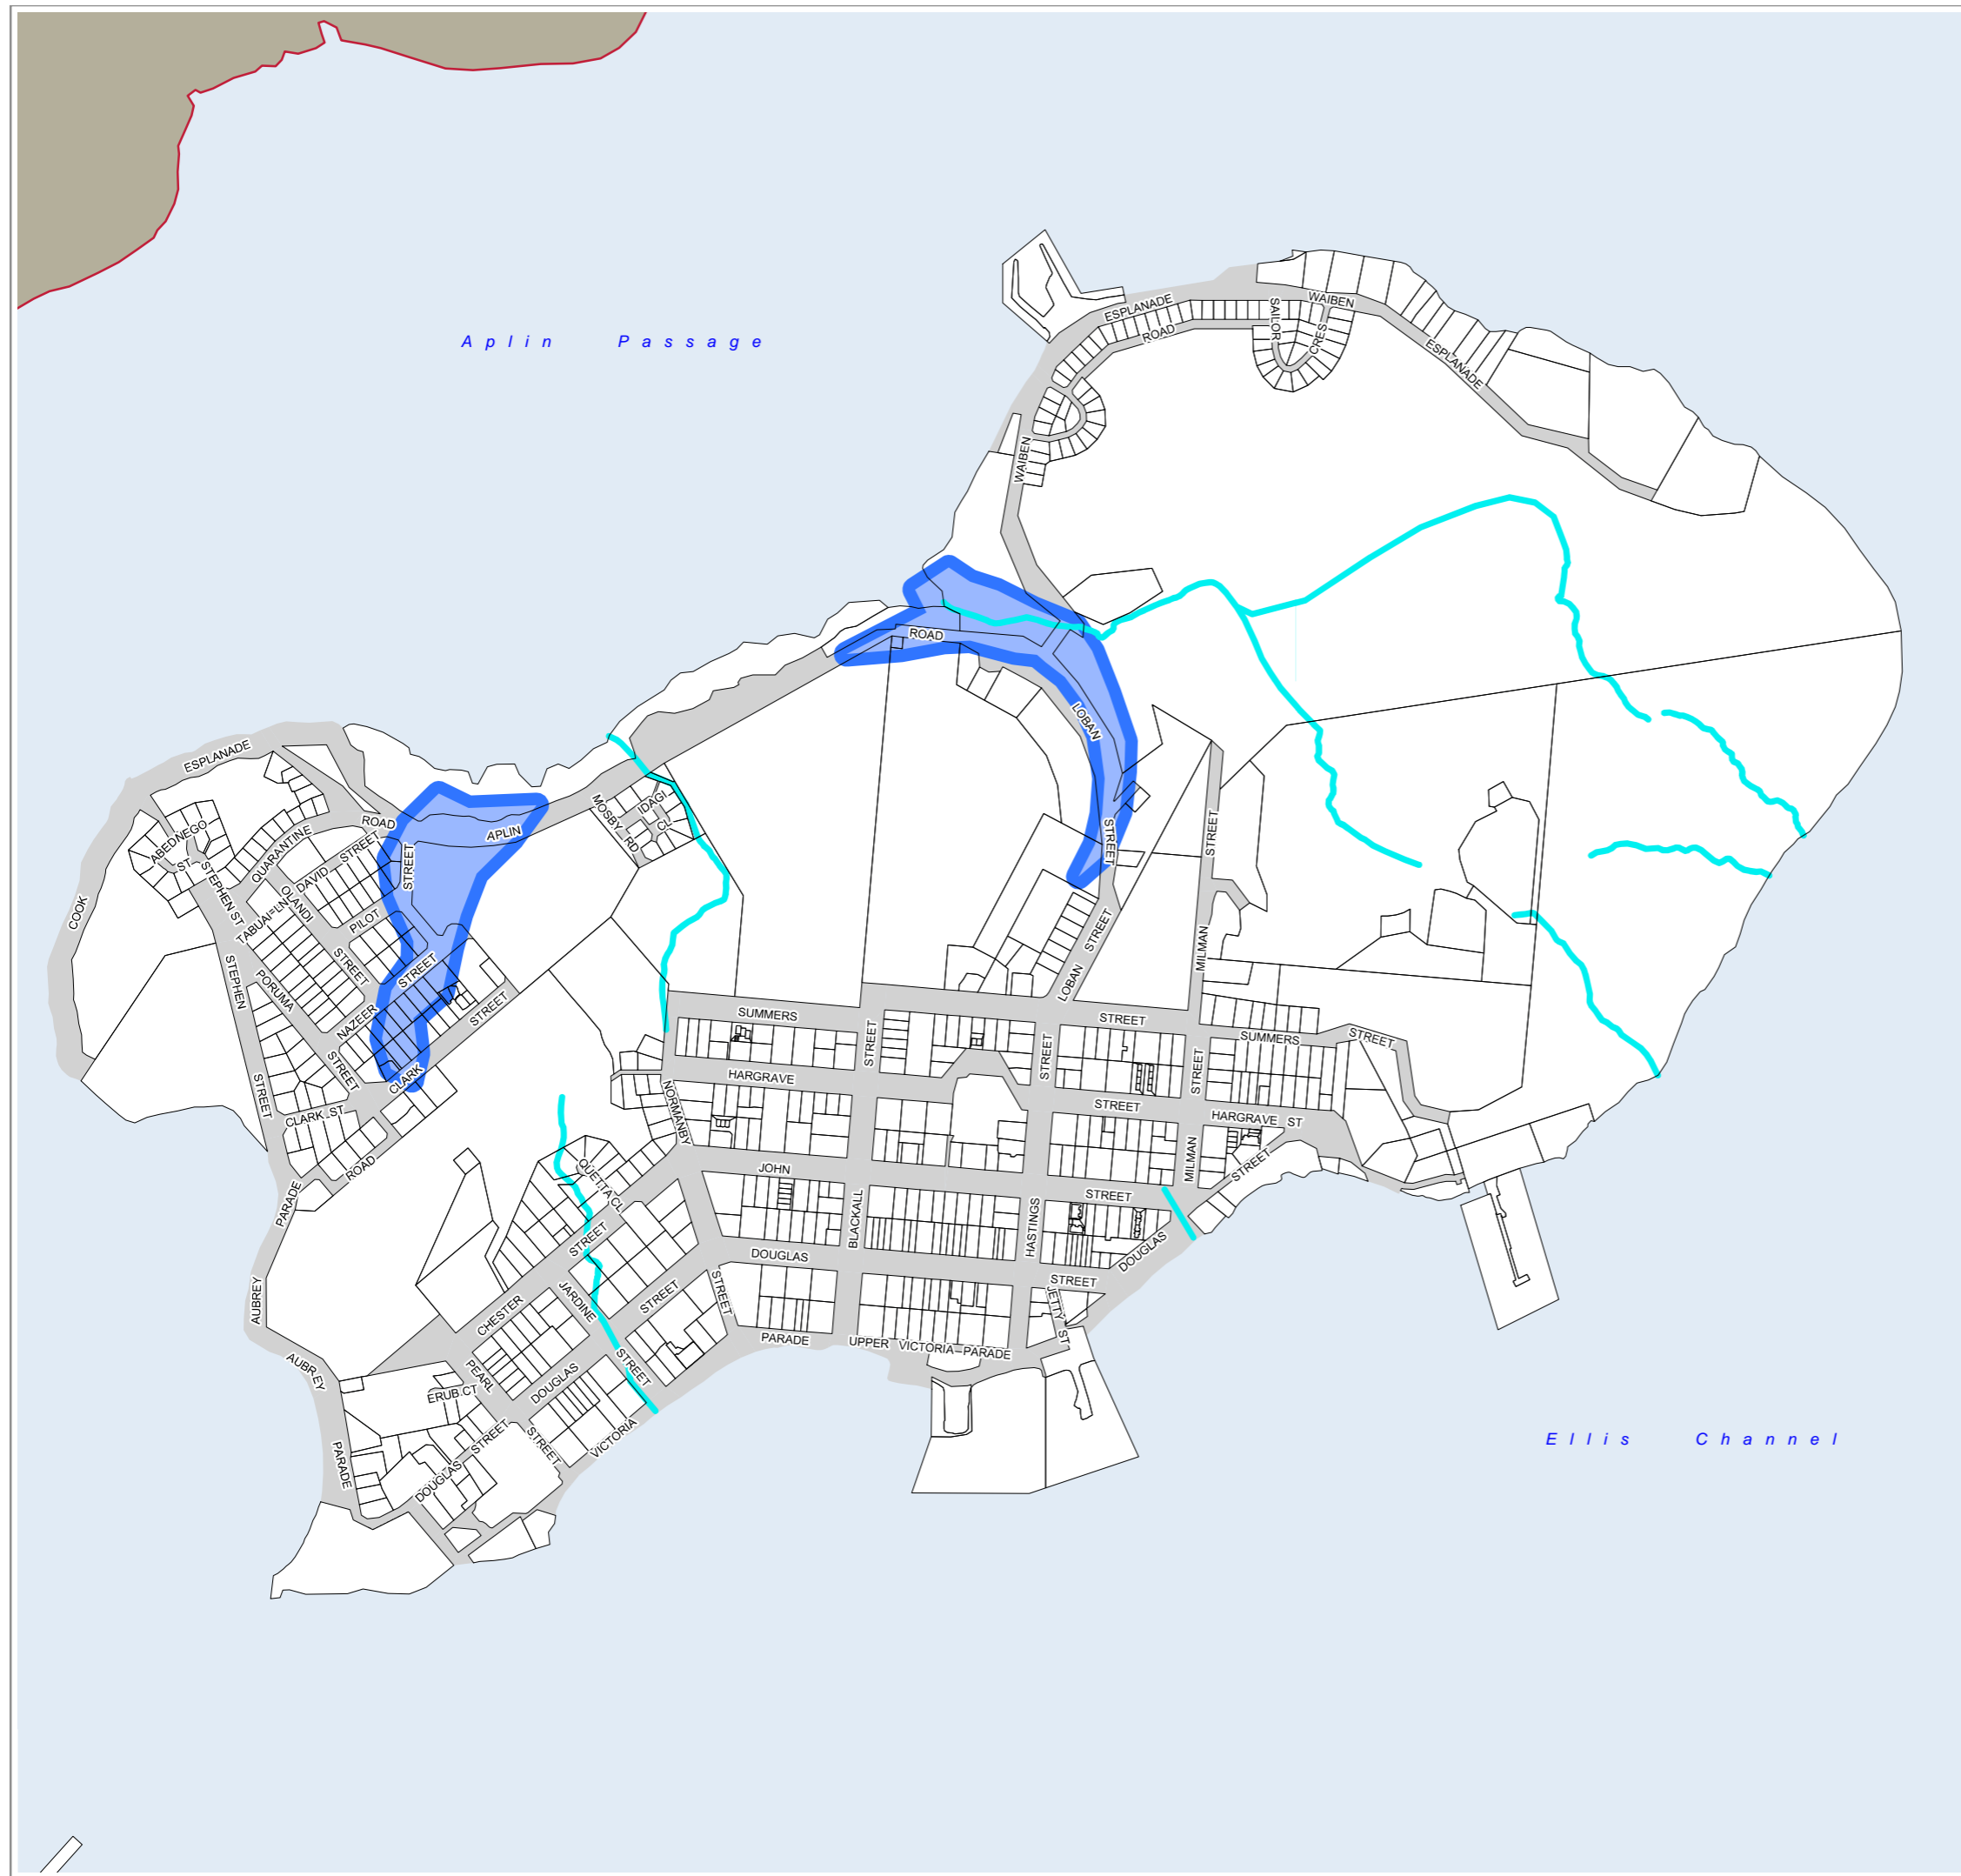 Aplin Passage
ESPLANADE
ROAD
SAILOR
CRES
WAIBEN
ESPLANADE
WAIBEN
ROAD
LOBAN
STREET
STREET
ESPLANADE
ROAD
APLIN
MOSBY
RD
IDAGI
CL
ABEDNEGO
ST
QUARANTINE
DAVID
STREET
STREET
STEPHEN ST
OLANDI
TABUAI LN
PILOT
STREET
COOK
STEPHEN
PORUMA
STREET
NAZEER
STREET
STREET
CLARK
STREET
CLARK ST
ROAD
PARADE
LOBAN
STREET
MILMAN
SUMMERS
STREET
STREET
STREET
STREET
SUMMERS
STREET
HARGRAVE
STREET
HARGRAVE ST
NORMANBY
MILMAN
STREET
JOHN
STREET
QUETTA CL
STREET
BLACKALL
HASTINGS
DOUGLAS
STREET
DOUGLAS
JETTY ST
AUBREY
CHESTER
JARDINE
STREET
STREET
PARADE
UPPER VICTORIA PARADE
AUBREY
PEARL
DOUGLAS
STREET
ERUB CT
STREET
STREET
VICTORIA
PARADE
DOUGLAS
Ellis Channel